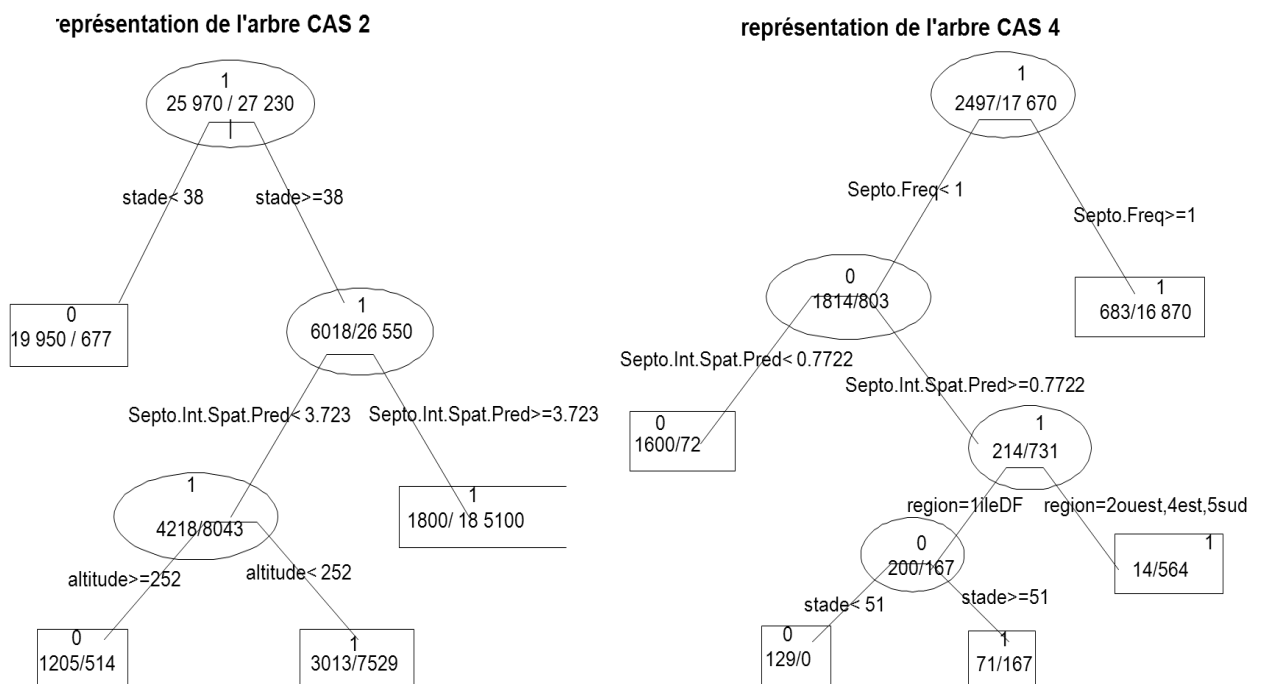 représentation de l'arbre CAS 2
1
25 970 / 27 230
stade< 38
stade>=38
0
19 950 / 677
1
6018/26 550
Septo.Int.Spat.Pred< 3.723
Septo.Int.Spat.Pred>=3.723
1
4218/8043
1
1800/ 18 5100
altitude>=252
altitude< 252
0
1205/514
1
3013/7529
représentation de l'arbre CAS 4
1
2497/17 670
Septo.Freq< 1
Septo.Freq>=1
0
1814/803
1
683/16 870
Septo.Int.Spat.Pred< 0.7722
Septo.Int.Spat.Pred>=0.7722
0
1600/72
1
214/731
region=1ileDF
region=2ouest,4est,5sud
0
200/167
1
14/564
stade< 51
stade>=51
0
129/0
1
71/167